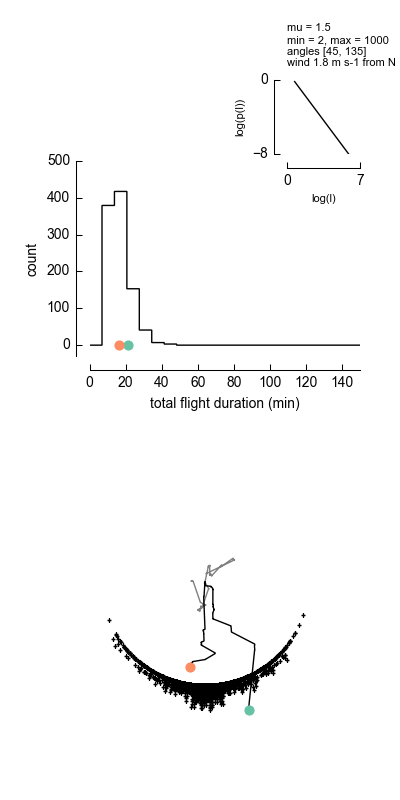 mu = 1.5
min = 2, max = 1000
angles [45, 135]
wind 1.8 m s-1 from N
0
log(p(l))
−8
0
7
log(l)
500
400
300
count
200
100
0
0 20 40 60 80 100 120 140
total flight duration (min)